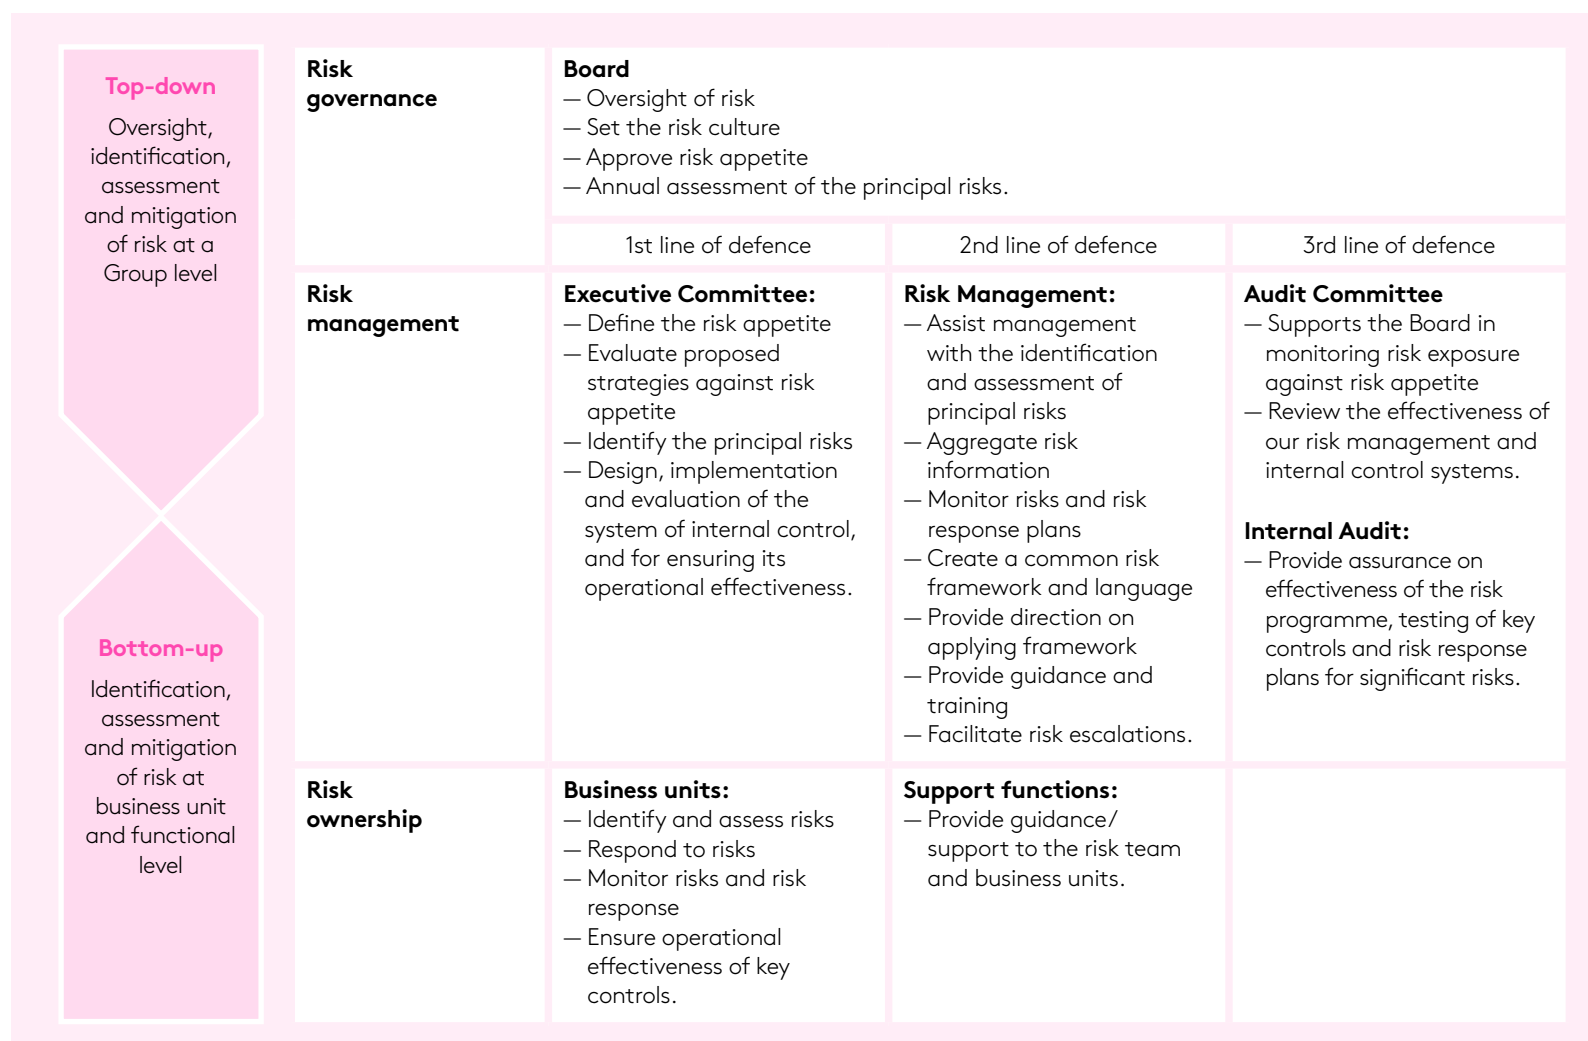 Top-down
Oversight,
identification,
assessment
and mitigation
of risk at a
Group level
Bottom-up
Identification,
assessment
and mitigation
of risk at
business unit
and functional
level
Risk
governance
Board
— Oversight of risk
— Set the risk culture
— Approve risk appetite
— Annual assessment of the principal risks.
1st line of defence
2nd line of defence
3rd line of defence
Risk
management
Executive Committee:
— Define the risk appetite
— Evaluate proposed
strategies against risk
appetite
— Identify the principal risks
— Design, implementation
and evaluation of the
system of internal control,
and for ensuring its
operational effectiveness.
Risk Management:
— Assist management
with the identification
and assessment of
principal risks
— Aggregate risk
information
— Monitor risks and risk
response plans
— Create a common risk
framework and language
— Provide direction on
applying framework
— Provide guidance and
training
— Facilitate risk escalations.
Audit Committee
— Supports the Board in
monitoring risk exposure
against risk appetite
— Review the effectiveness of
our risk management and
internal control systems.
Internal Audit:
— Provide assurance on
effectiveness of the risk
programme, testing of key
controls and risk response
plans for significant risks.
Risk
ownership
Business units:
— Identify and assess risks
— Respond to risks
— Monitor risks and risk
response
— Ensure operational
effectiveness of key
controls.
Support functions:
— Provide guidance/
support to the risk team
and business units.